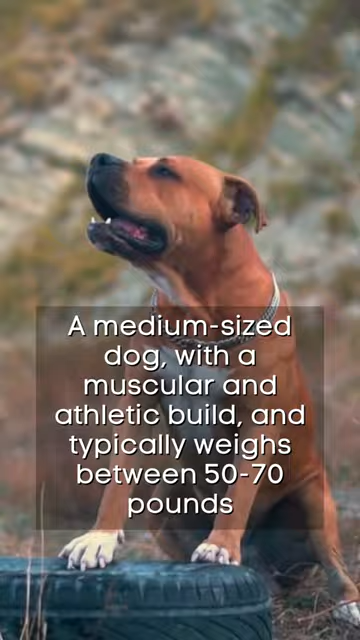 A medium-sized
dog, with a
muscular and
athletic build, and
typically weighs
between 50-70
pounds